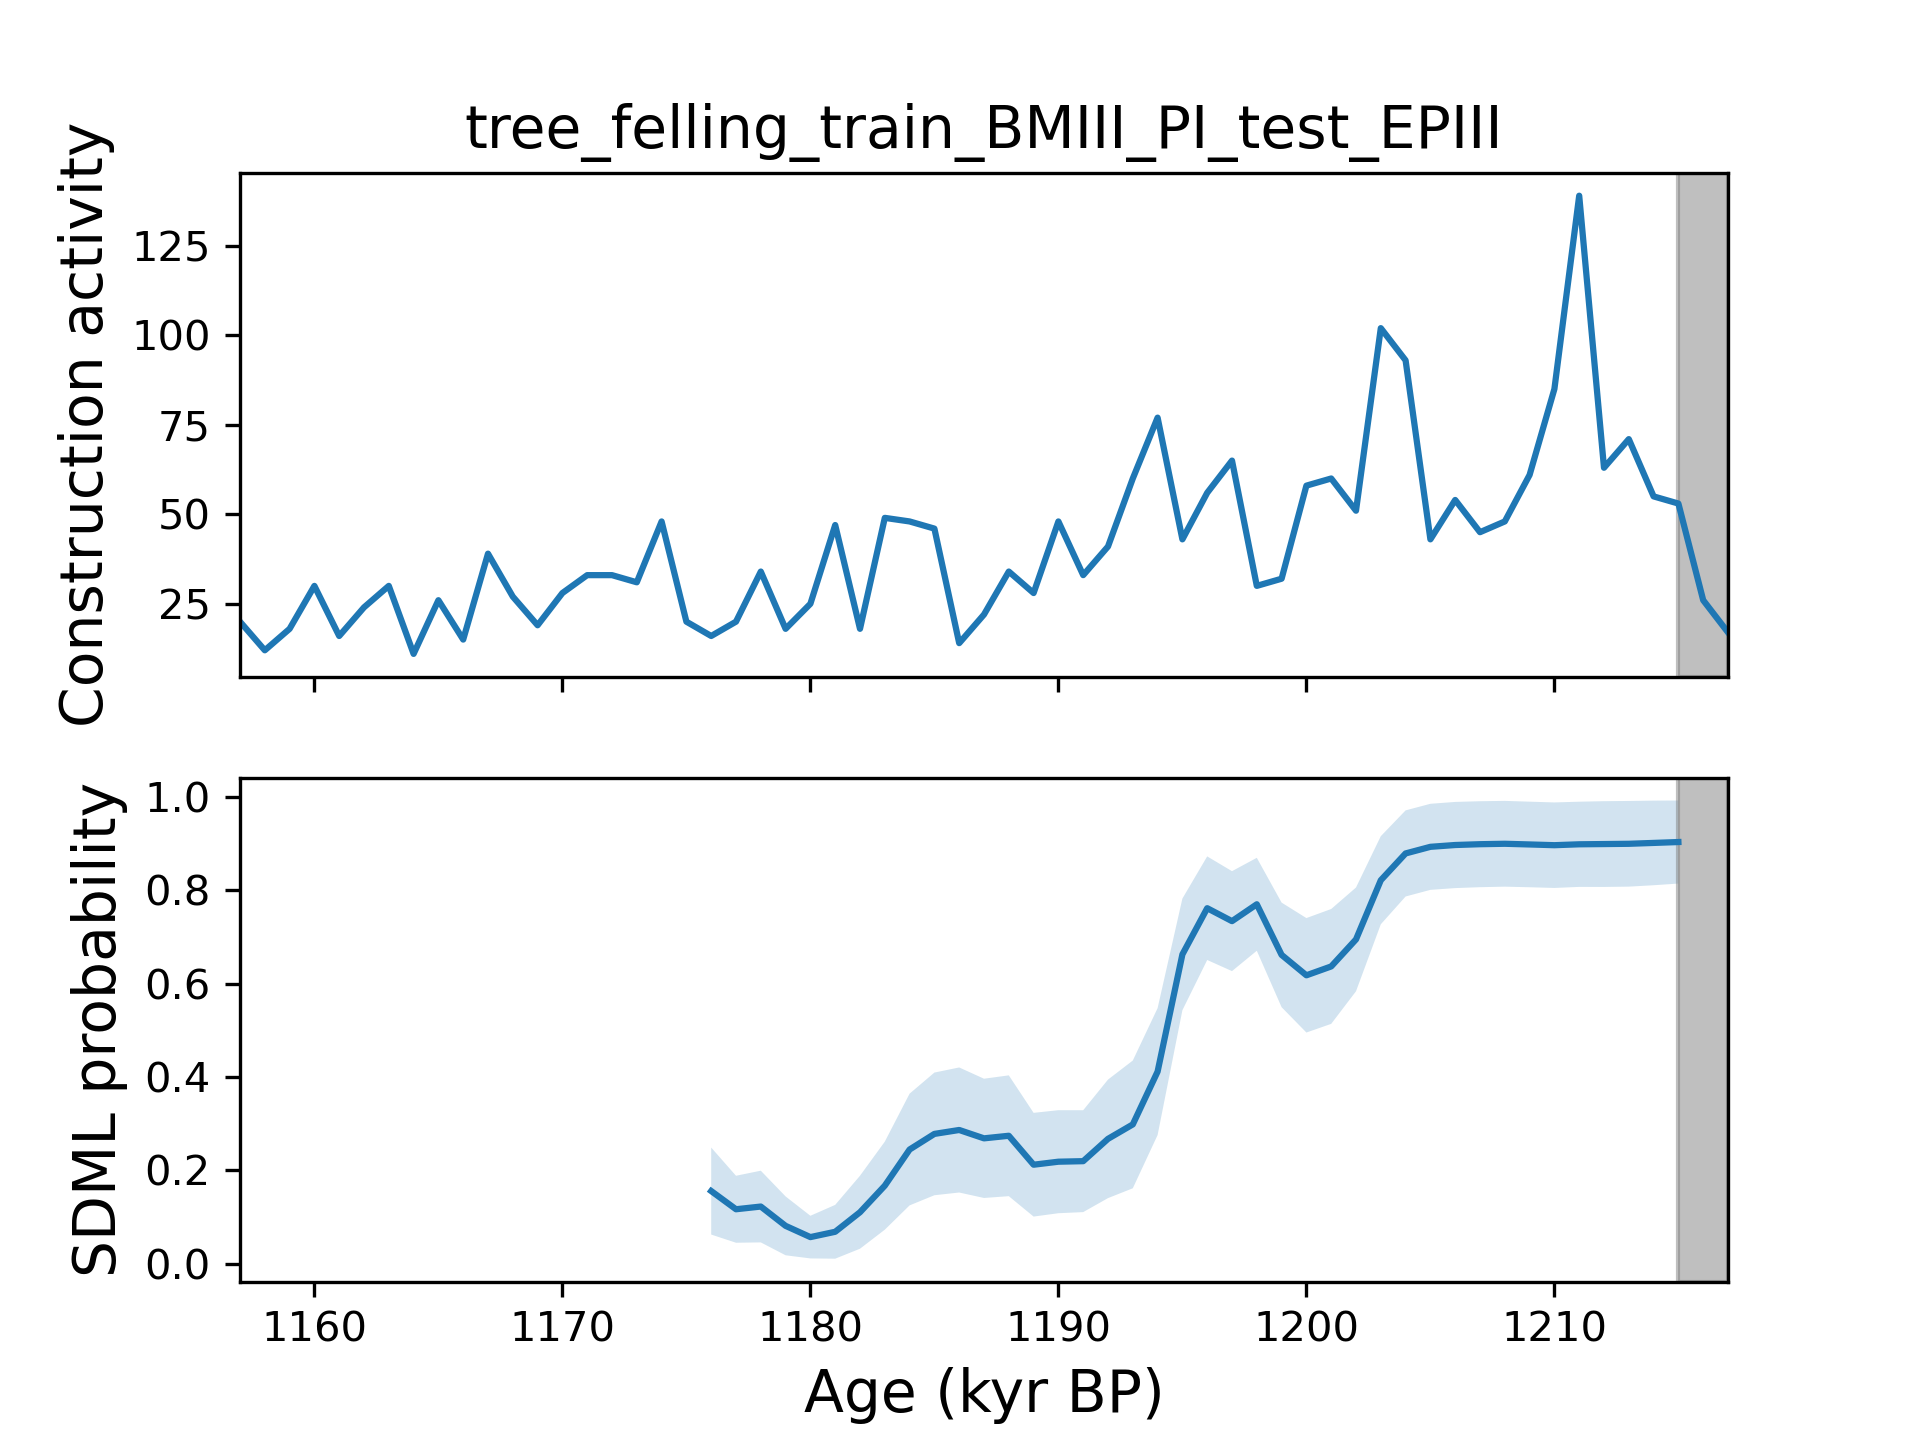 tree_felling_train_BMIII_PI_test_EPIII
Construction activity
125
100
75
50
25
SDML probability
1.0
0.8
0.6
0.4
0.2
0.0
1160 1170 1180 1190 1200 1210
Age (kyr BP)